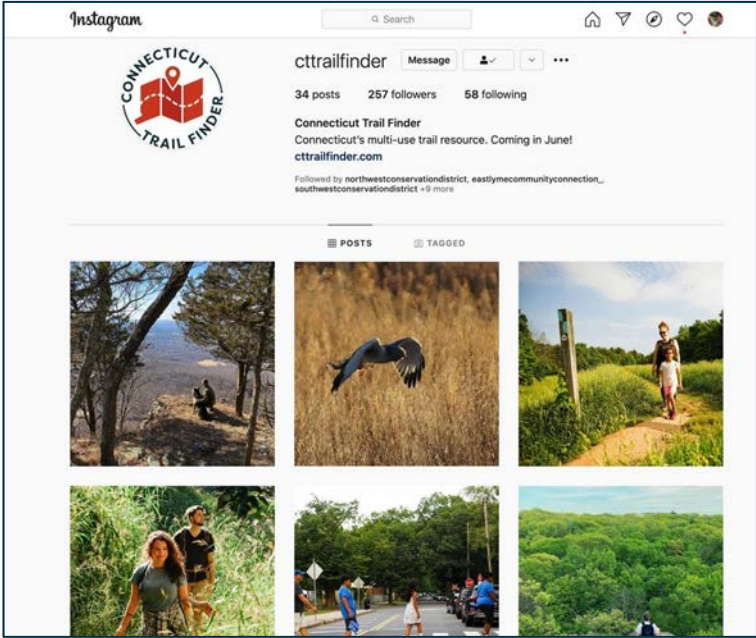 Instagram
Search
CONNECTICUT
TRAIL FINDER
cttrailfinder Message
34 posts 257 followers 58 following
Connecticut Trail Finder
Connecticut's multi-use trail resource. Coming in June!
cttrailfinder.com
Followed by northwestconservationdistrict, eastlymecommunityconnection_,
southwestconservationdistrict +9 more
POSTS TAGGED